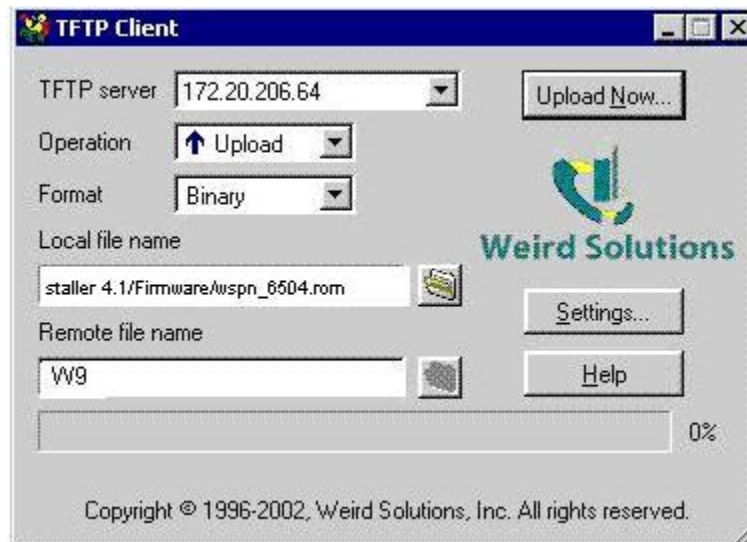 TFTP Client
TFTP server 172.20.206.64
Upload Now...
Operation Upload
Format Binary
Weird Solutions
Local file name
staller 4.1/Firmware/wspn_6504.rom
Settings...
Remote file name
W9
Help
0%
Copyright © 1996-2002, Weird Solutions, Inc. All rights reserved.